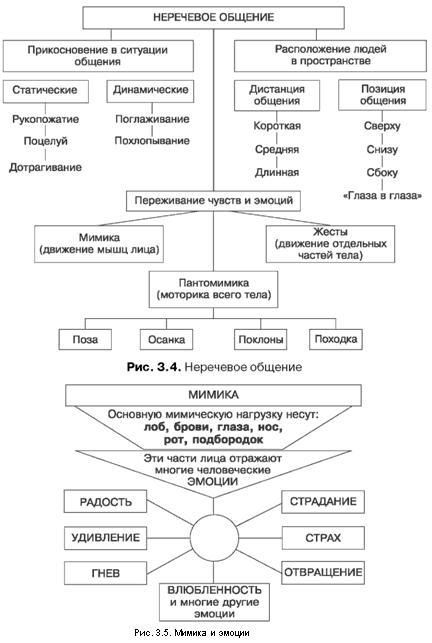 НЕРЕЧЕВОЕ ОБЩЕНИЕ
Прикосновение в ситуации
общения
Расположение людей
в пространстве
Статические
Динамические
Дистанция
общения
Позиция
общения
Рукопожатие
Поцелуй
Дотрагивание
Поглаживание
Похлопывание
Короткая
Средняя
Длинная
Сверху
Снизу
Сбоку
«Глаза в глаза»
Переживание чувств и эмоций
Мимика
(движение мышц лица)
Жесты
(движение отдельных
частей тела)
Пантомимика
(моторика всего тела)
Поза
Осанка
Поклоны
Походка
Рис. 3.4. Неречевое общение
МИМИКА
Основную мимическую нагрузку несут:
лоб, брови, глаза, нос,
рот, подбородок
Эти части лица отражают
многие человеческие
ЭМОЦИИ
РАДОСТЬ
СТРАДАНИЕ
УДИВЛЕНИЕ
СТРАХ
ГНЕВ
ОТВРАЩЕНИЕ
ВЛЮБЛЕННОСТЬ
и многие другие
эмоции
Рис. 3.5. Мимика и эмоции